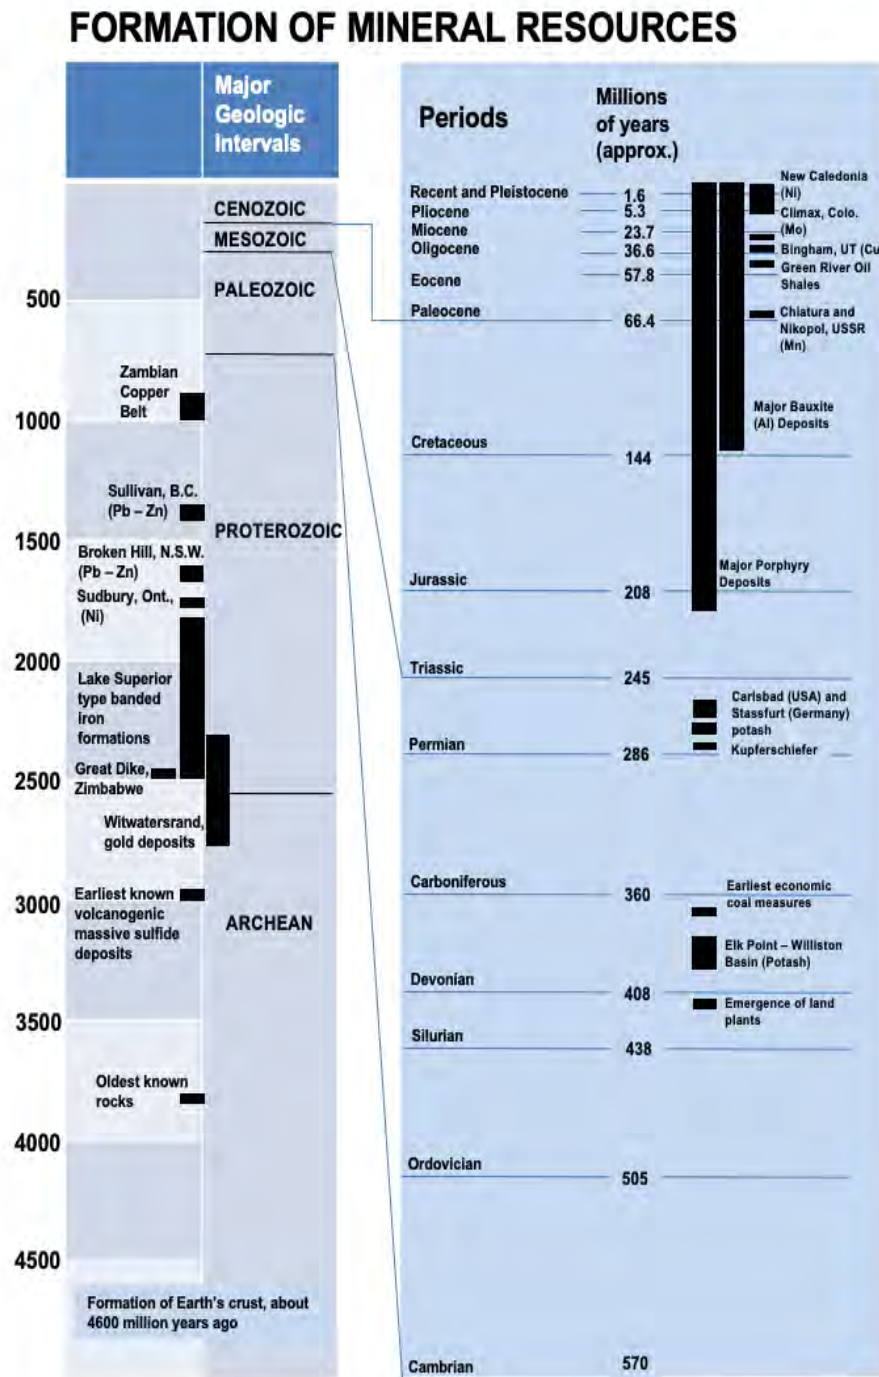 FORMATION OF MINERAL RESOURCES
Major
Geologic
Intervals
CENOZOIC
MESOZOIC
PALEOZOIC
PROTEROZOIC
ARCHEAN
500
1000
1500
2000
2500
3000
3500
4000
4500
Zambian
Copper
Belt
Sullivan, B.C.
(Pb – Zn)
Broken Hill, N.S.W.
(Pb – Zn)
Sudbury, Ont.,
(Ni)
Lake Superior
type banded
iron
formations
Great Dike,
Zimbabwe
Witwatersrand,
gold deposits
Earliest known
volcanogenic
massive sulfide
deposits
Oldest known
rocks
Formation of Earth's crust, about
4600 million years ago
Periods
Millions
of years
(approx.)
Recent and Pleistocene 1.6
Pliocene 5.3
Miocene 23.7
Oligocene 36.6
Eocene 57.8
Paleocene 66.4
Cretaceous 144
Jurassic 208
Triassic 245
Permian 286
Carboniferous 360
Devonian 408
Silurian 438
Ordovician 505
Cambrian 570
New Caledonia
(Ni)
Climax, Colo.
(Mo)
Bingham, UT (Cu
Green River Oil
Shales
Chiatura and
Nikopol, USSR
(Mn)
Major Bauxite
(Al) Deposits
Major Porphyry
Deposits
Carlsbad (USA) and
Stassfurt (Germany)
potash
Kupferschiefer
Earliest economic
coal measures
Elk Point – Williston
Basin (Potash)
Emergence of land
plants